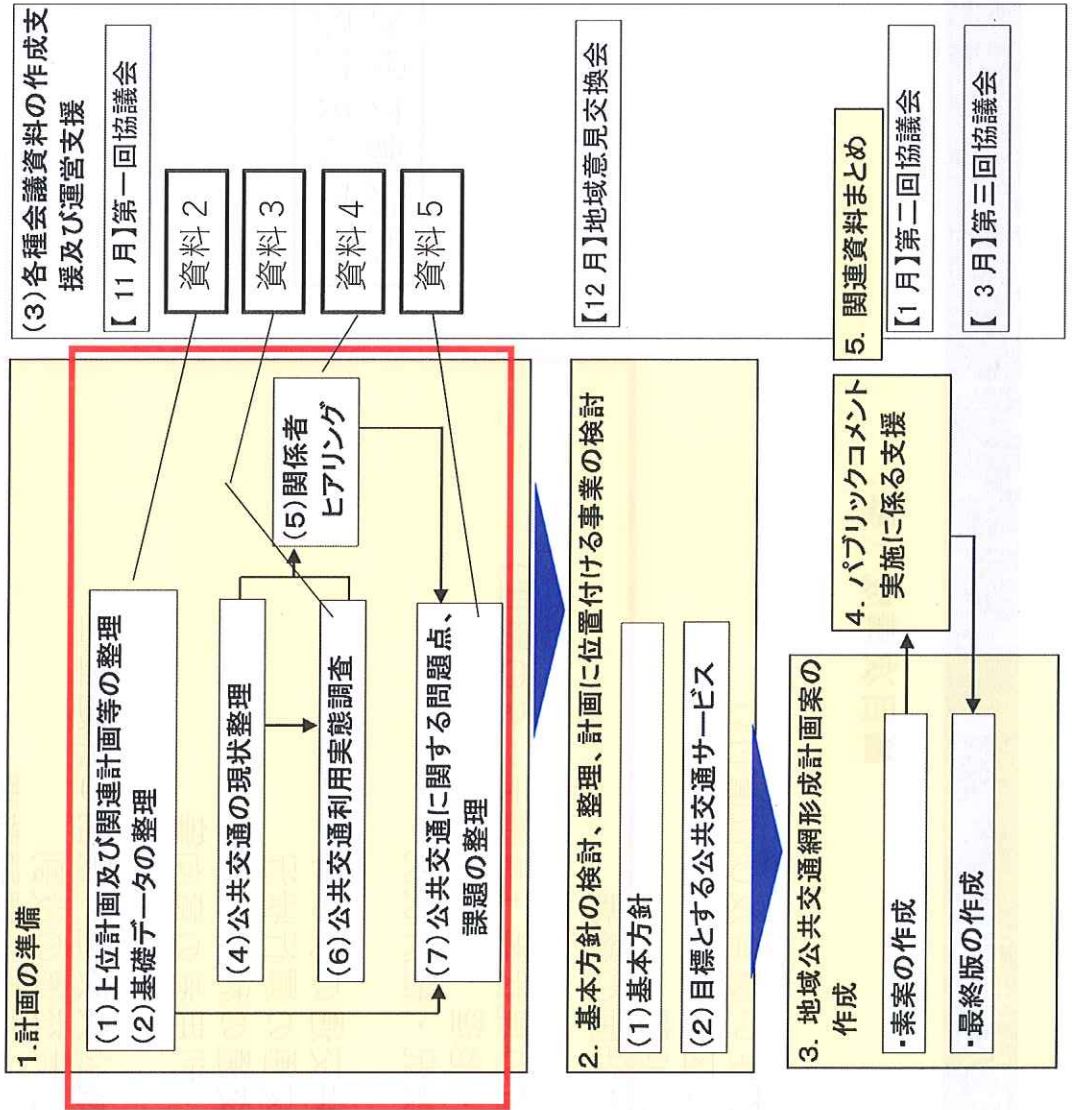 1.計画の準備
(1)上位計画及び関連計画等の整理
(2)基礎データの整理
(4)公共交通の現状整理
(6)公共交通利用実態調査
(5)関係者
ヒアリング
(7)公共交通に関する問題点、
課題の整理
2. 基本方針の検討、整理、計画に位置付ける事業の検討
(1)基本方針
(2)目標とする公共交通サービス
3. 地域公共交通網形成計画案の
作成
・素案の作成
・最終版の作成
4. パブリックコメント
実施に係る支援
5. 関連資料まとめ
(3)各種会議資料の作成支
援及び運営支援
【 11 月】第一回協議会
資料2
資料3
資料4
資料5
【12 月】地域意見交換会
【1 月】第二回協議会
【 3 月】第三回協議会